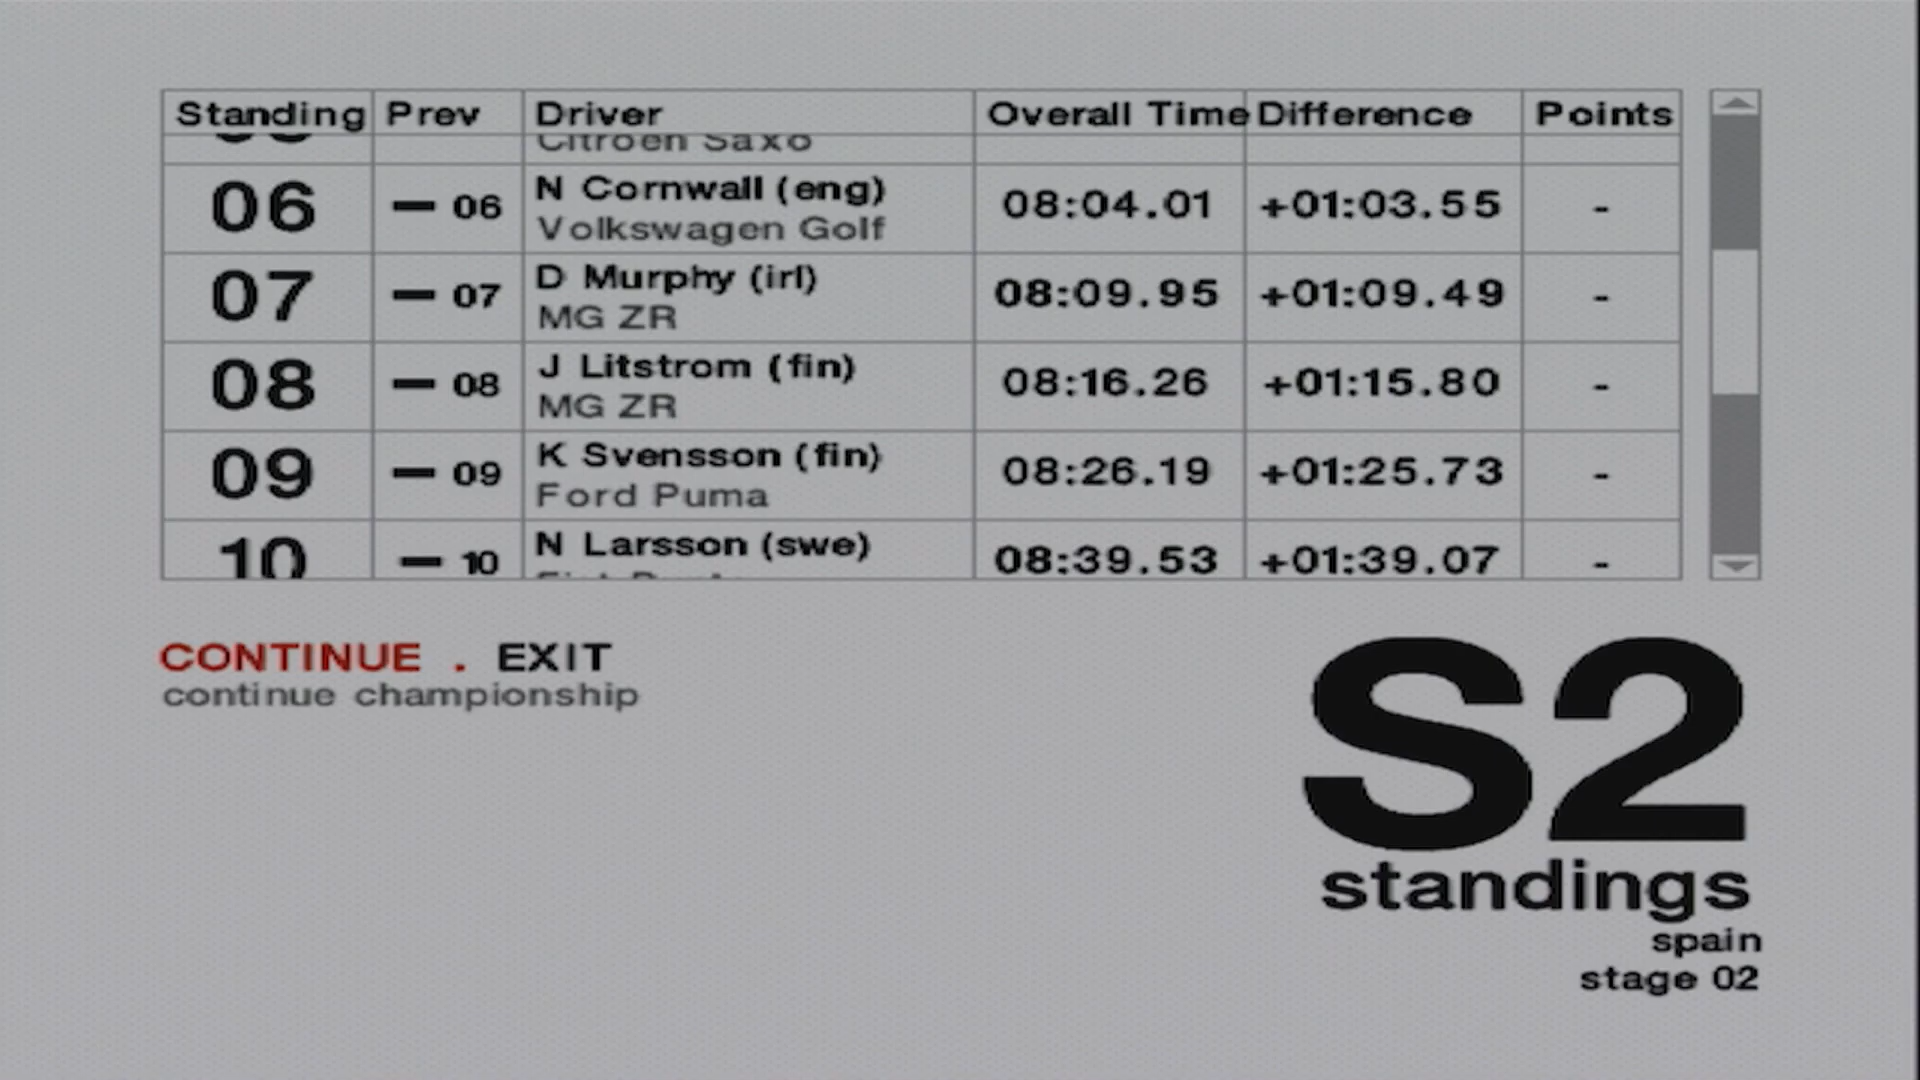 Standing Prev Driver Overall Time Difference Points
Citroen Saxo
06 – 06 N Cornwall (eng) 08:04.01 +01:03.55 -
Volkswagen Golf
07 – 07 D Murphy (irl) 08:09.95 +01:09.49 -
MG ZR
08 – 08 J Litstrom (fin) 08:16.26 +01:15.80 -
MG ZR
09 – 09 K Svensson (fin) 08:26.19 +01:25.73 -
Ford Puma
10 – 10 N Larsson (swe) 08:39.53 +01:39.07 -
CONTINUE . EXIT
continue championship
S2
standings
spain
stage 02